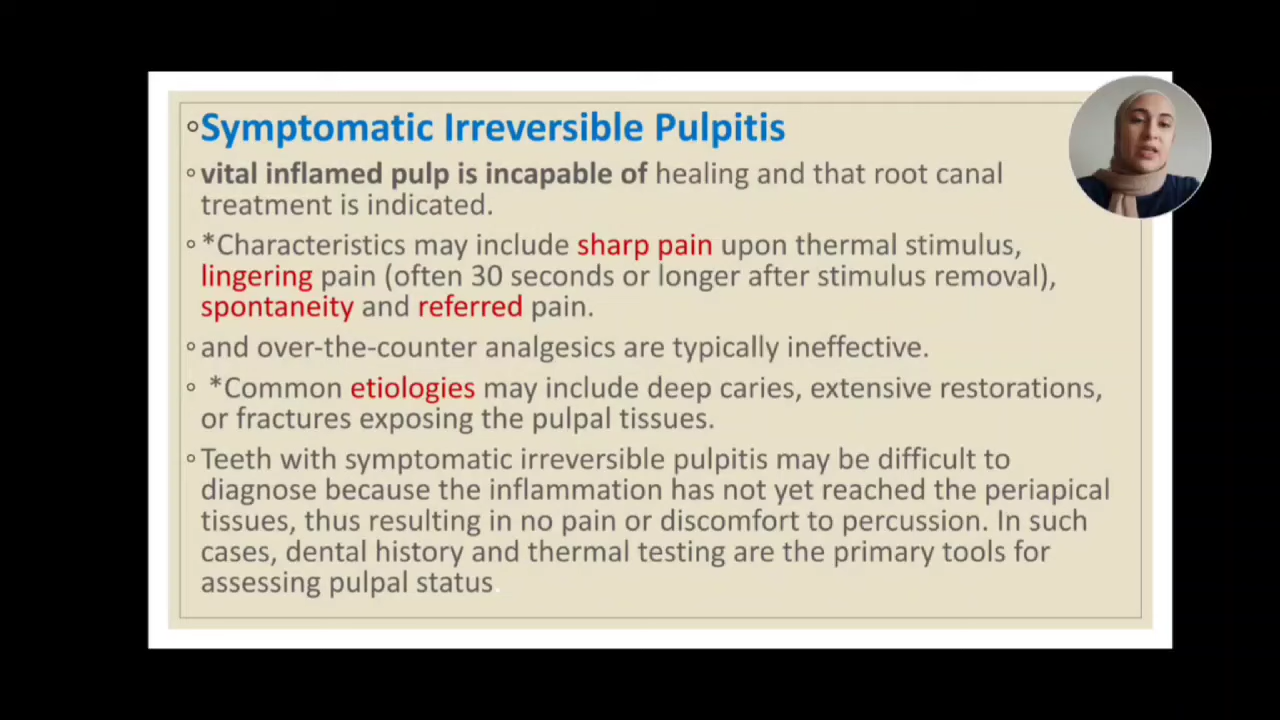 ◦Symptomatic Irreversible Pulpitis
◦vital inflamed pulp is incapable of healing and that root canal
treatment is indicated.
◦*Characteristics may include sharp pain upon thermal stimulus,
lingering pain (often 30 seconds or longer after stimulus removal),
spontaneity and referred pain.
◦and over-the-counter analgesics are typically ineffective.
◦ *Common etiologies may include deep caries, extensive restorations,
or fractures exposing the pulpal tissues.
◦Teeth with symptomatic irreversible pulpitis may be difficult to
diagnose because the inflammation has not yet reached the periapical
tissues, thus resulting in no pain or discomfort to percussion. In such
cases, dental history and thermal testing are the primary tools for
assessing pulpal status.